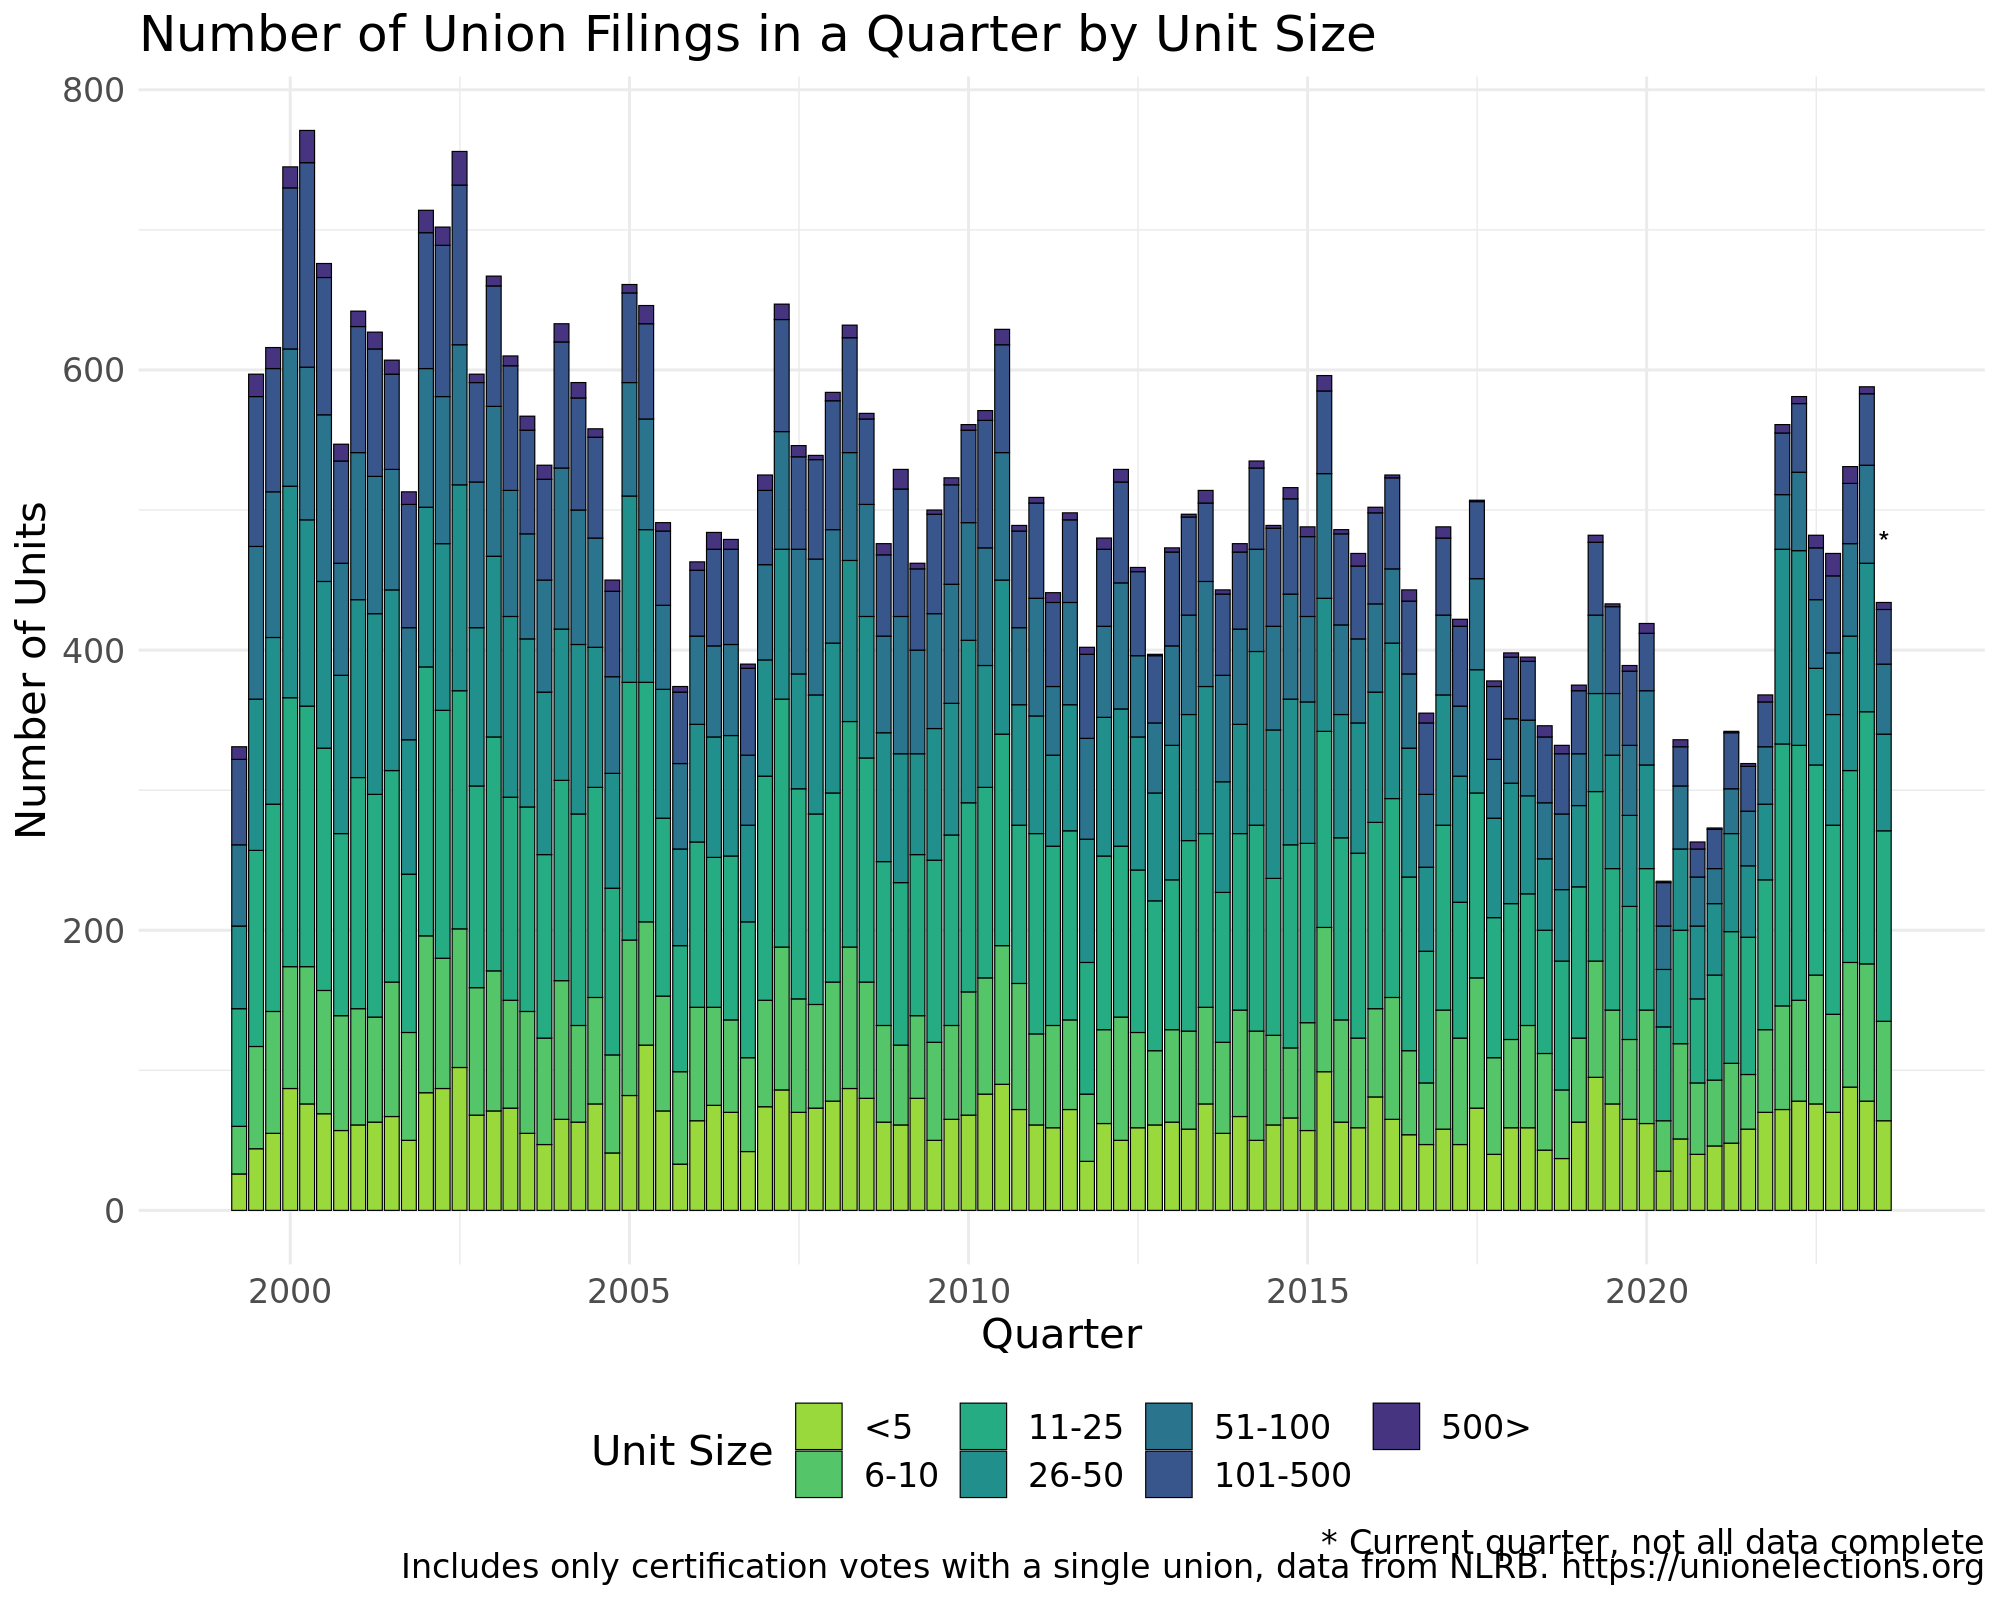 Number of Union Filings in a Quarter by Unit Size
Number of Units
800
600
400
200
0
*
2000 2005 2010 2015 2020
Quarter
Unit Size
<5 11-25 51-100 500>
6-10 26-50 101-500
* Current quarter, not all data complete
Includes only certification votes with a single union, data from NLRB. https://unionelections.org